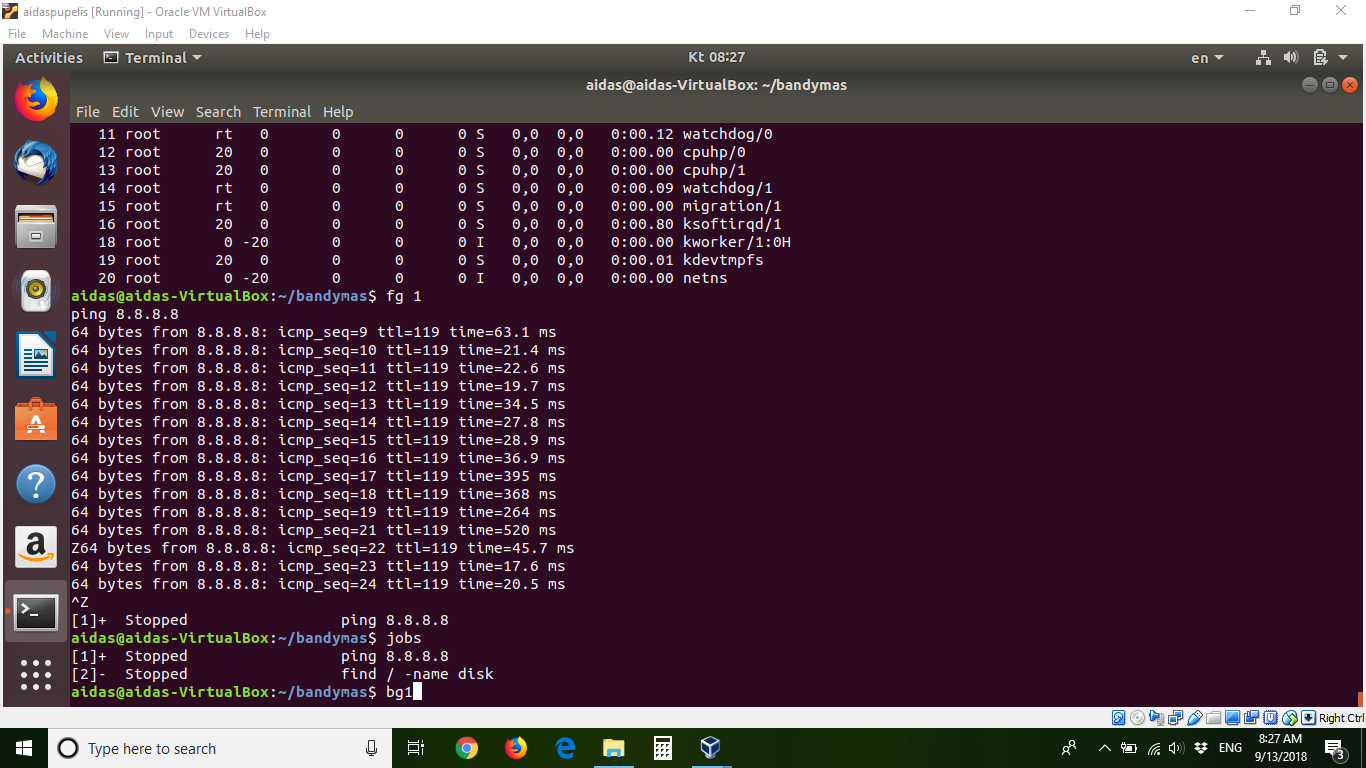 aidaspupelis [Running] - Oracle VM VirtualBox
File Machine View Input Devices Help
Activities Terminal Kt 08:27 en
aidas@aidas-VirtualBox: ~/bandymas
File Edit View Search Terminal Help
11 root rt 0 0 0 0 S 0,0 0,0 0:00.12 watchdog/0
12 root 20 0 0 0 0 S 0,0 0,0 0:00.00 cpuhp/0
13 root 20 0 0 0 0 S 0,0 0,0 0:00.00 cpuhp/1
14 root rt 0 0 0 0 S 0,0 0,0 0:00.09 watchdog/1
15 root rt 0 0 0 0 S 0,0 0,0 0:00.00 migration/1
16 root 20 0 0 0 0 S 0,0 0,0 0:00.80 ksoftirqd/1
18 root 0 -20 0 0 0 I 0,0 0,0 0:00.00 kworker/1:0H
19 root 20 0 0 0 0 S 0,0 0,0 0:00.01 kdevtmpfs
20 root 0 -20 0 0 0 I 0,0 0,0 0:00.00 netns
aidas@aidas-VirtualBox:~/bandymas$ fg 1
ping 8.8.8.8
64 bytes from 8.8.8.8: icmp_seq=9 ttl=119 time=63.1 ms
64 bytes from 8.8.8.8: icmp_seq=10 ttl=119 time=21.4 ms
64 bytes from 8.8.8.8: icmp_seq=11 ttl=119 time=22.6 ms
64 bytes from 8.8.8.8: icmp_seq=12 ttl=119 time=19.7 ms
64 bytes from 8.8.8.8: icmp_seq=13 ttl=119 time=34.5 ms
64 bytes from 8.8.8.8: icmp_seq=14 ttl=119 time=27.8 ms
64 bytes from 8.8.8.8: icmp_seq=15 ttl=119 time=28.9 ms
64 bytes from 8.8.8.8: icmp_seq=16 ttl=119 time=36.9 ms
64 bytes from 8.8.8.8: icmp_seq=17 ttl=119 time=395 ms
64 bytes from 8.8.8.8: icmp_seq=18 ttl=119 time=368 ms
64 bytes from 8.8.8.8: icmp_seq=19 ttl=119 time=264 ms
64 bytes from 8.8.8.8: icmp_seq=21 ttl=119 time=520 ms
Z64 bytes from 8.8.8.8: icmp_seq=22 ttl=119 time=45.7 ms
64 bytes from 8.8.8.8: icmp_seq=23 ttl=119 time=17.6 ms
64 bytes from 8.8.8.8: icmp_seq=24 ttl=119 time=20.5 ms
^Z
[1]+ Stopped ping 8.8.8.8
aidas@aidas-VirtualBox:~/bandymas$ jobs
[1]+ Stopped ping 8.8.8.8
[2]- Stopped find / -name disk
aidas@aidas-VirtualBox:~/bandymas$ bg1
Right Ctrl
Type here to search
ENG
8:27 AM
9/13/2018
3